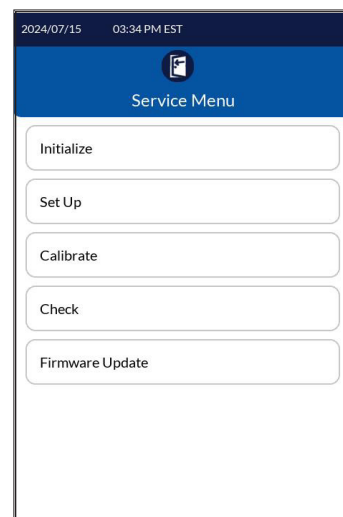 2024/07/15 03:34 PM EST
Service Menu
Initialize
Set Up
Calibrate
Check
Firmware Update